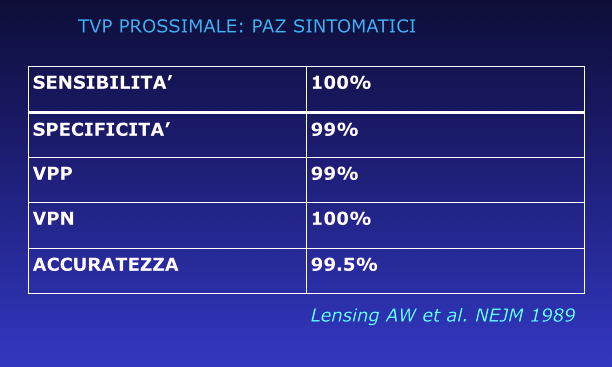 TVP PROSSIMALE: PAZ SINTOMATICI
SENSIBILITA’ 100%
SPECIFICITA’ 99%
VPP 99%
VPN 100%
ACCURATEZZA 99.5%
Lensing AW et al. NEJM 1989